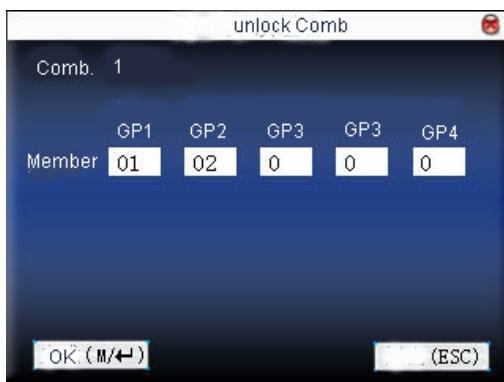 unlock Comb
Comb. 1
GP1 GP2 GP3 GP3 GP4
Member 01 02 0 0 0
OK (M/↵) (ESC)